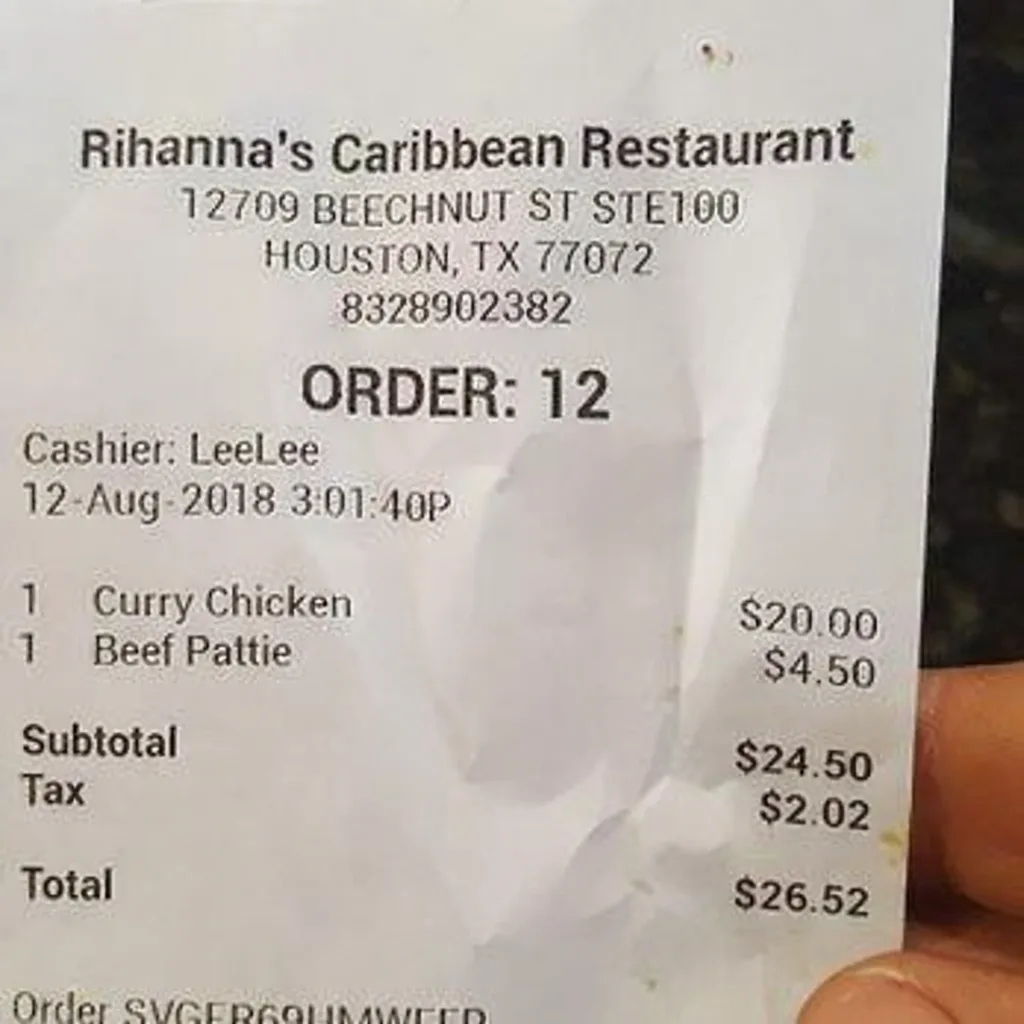 Rihanna's Caribbean Restaurant
12709 BEECHNUT ST STE100
HOUSTON, TX 77072
8328902382
ORDER: 12
Cashier: LeeLee
12-Aug-2018 3:01:40P
1 Curry Chicken $20.00
1 Beef Pattie $4.50
Subtotal $24.50
Tax $2.02
Total $26.52
Order